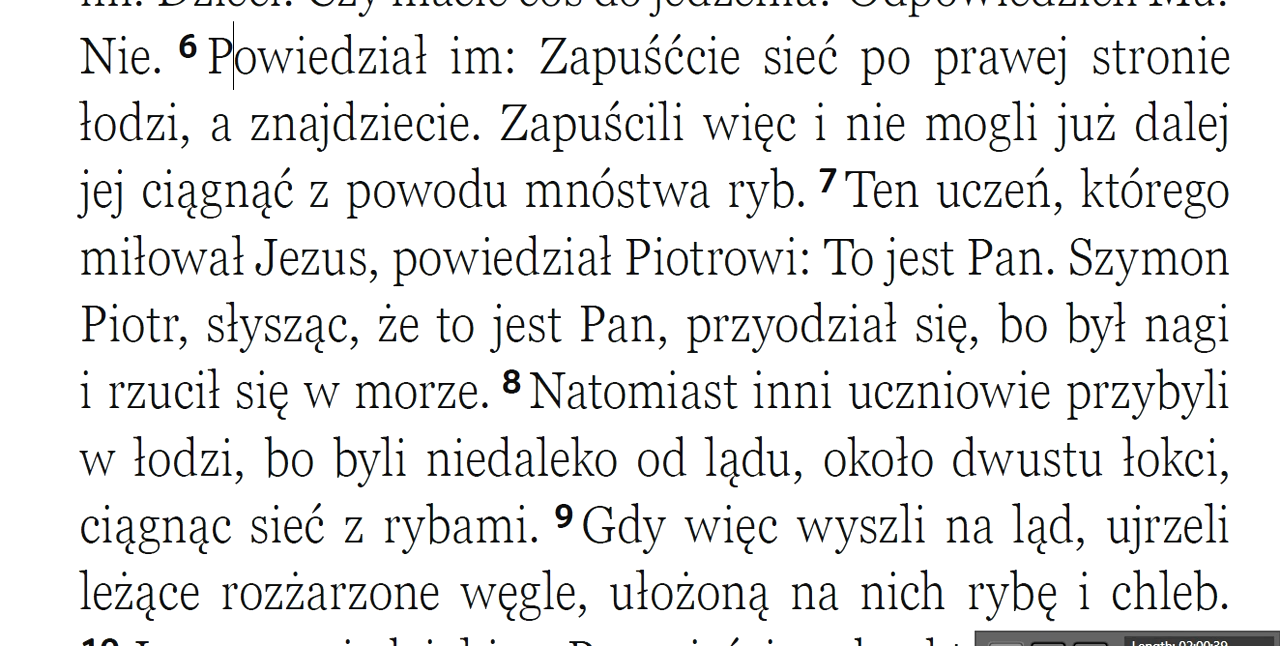 Nie. 6 Powiedział im: Zapuśćcie sieć po prawej stronie
łodzi, a znajdziecie. Zapuścili więc i nie mogli już dalej
jej ciągnąć z powodu mnóstwa ryb. 7 Ten uczeń, którego
miłował Jezus, powiedział Piotrowi: To jest Pan. Szymon
Piotr, słysząc, że to jest Pan, przyodział się, bo był nagi
i rzucił się w morze. 8 Natomiast inni uczniowie przybyli
w łodzi, bo byli niedaleko od lądu, około dwustu łokci,
ciągnąc sieć z rybami. 9 Gdy więc wyszli na ląd, ujrzeli
leżące rozżarzone węgle, ułożoną na nich rybę i chleb.
Length: 02:00:39